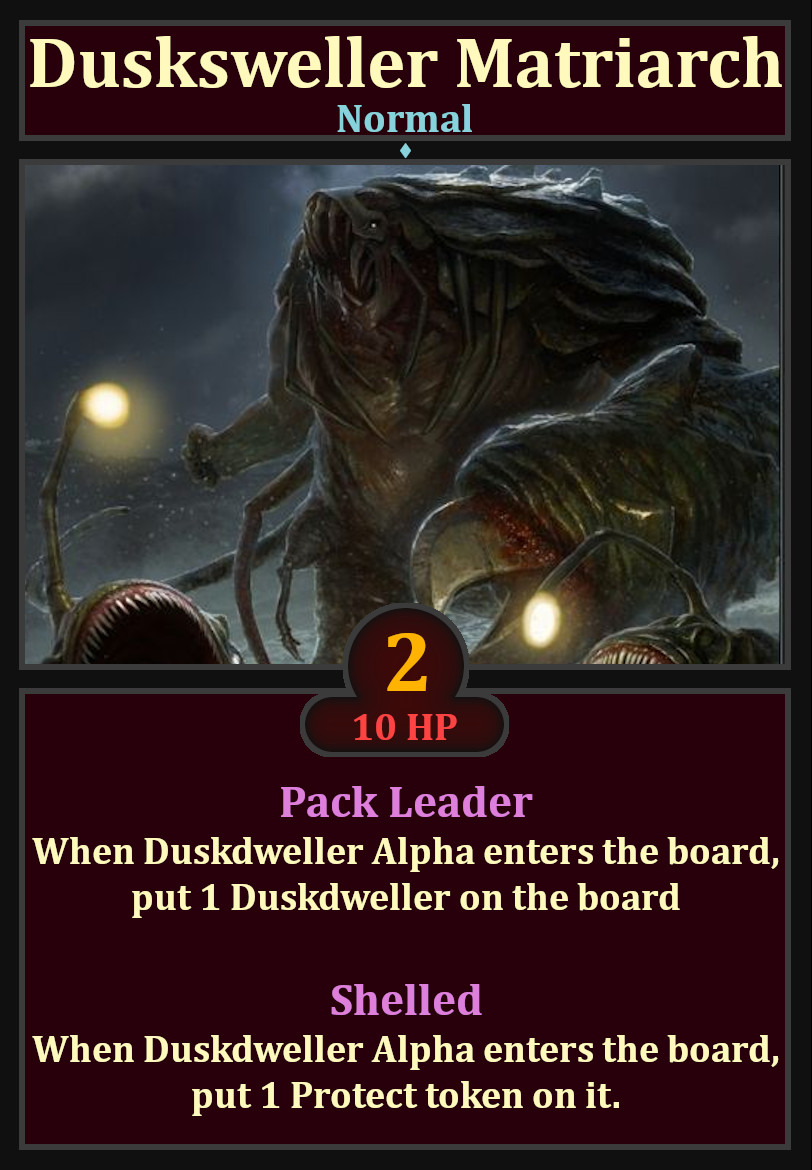 Dusksweller Matriarch
Normal
2
10 HP
Pack Leader
When Duskdweller Alpha enters the board,
put 1 Duskdweller on the board
Shelled
When Duskdweller Alpha enters the board,
put 1 Protect token on it.